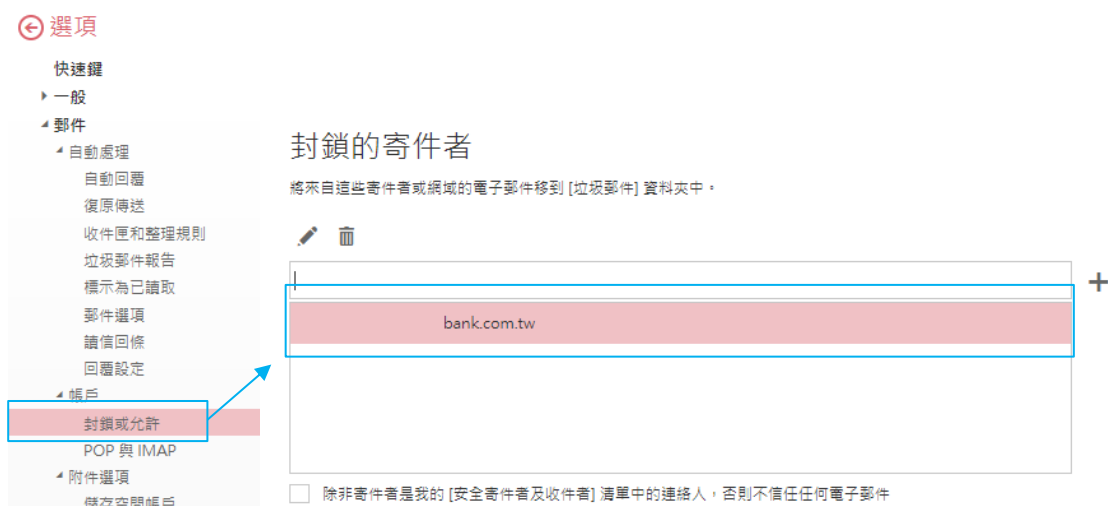 選項
快速鍵
一般
郵件
自動處理
自動回覆
復原傳送
收件匣和整理規則
垃圾郵件報告
標示為已讀取
郵件選項
讀信回條
回覆設定
帳戶
封鎖或允許
POP 與 IMAP
附件選項
儲存空間帳戶
封鎖的寄件者
將來自這些寄件者或網域的電子郵件移到 [垃圾郵件] 資料夾中。
bank.com.tw
除非寄件者是我的 [安全寄件者及收件者] 清單中的連絡人，否則不信任任何電子郵件